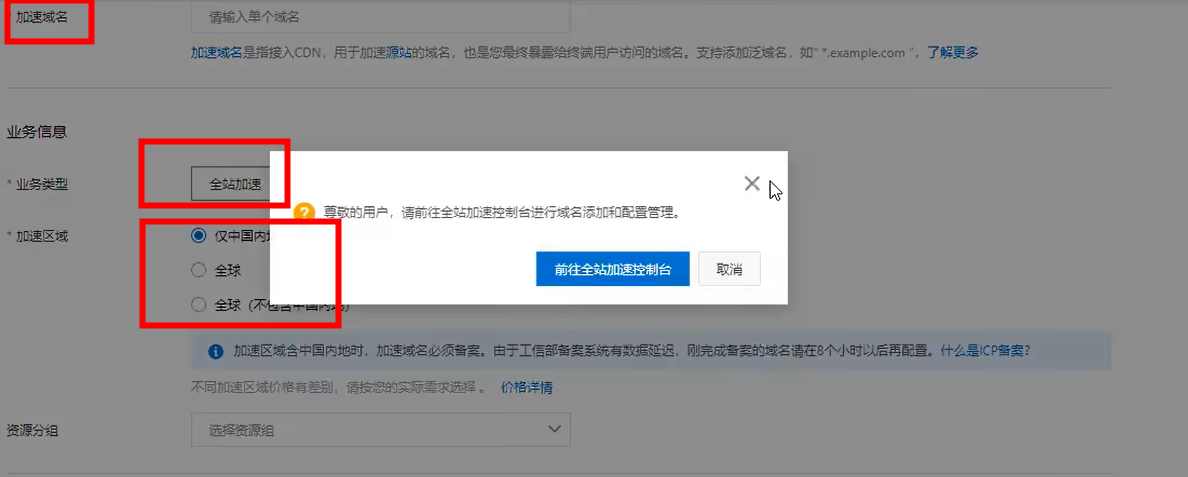 * 加速域名
请输入单个域名
加速域名是指接入CDN，用于加速源站的域名，也是您最终暴露给终端用户访问的域名。支持添加泛域名，如" *.example.com "，了解更多
业务信息
* 业务类型
全站加速
尊敬的用户，请前往全站加速控制台进行域名添加和配置管理。
* 加速区域
仅中国内地
全球
前往全站加速控制台
取消
全球（不包含中国内地）
加速区域含中国内地时，加速域名必须备案。由于工信部备案系统有数据延迟，刚完成备案的域名请在8个小时以后再配置。什么是ICP备案？
不同加速区域价格有差别，请按您的实际需求选择 。 价格详情
资源分组
选择资源组